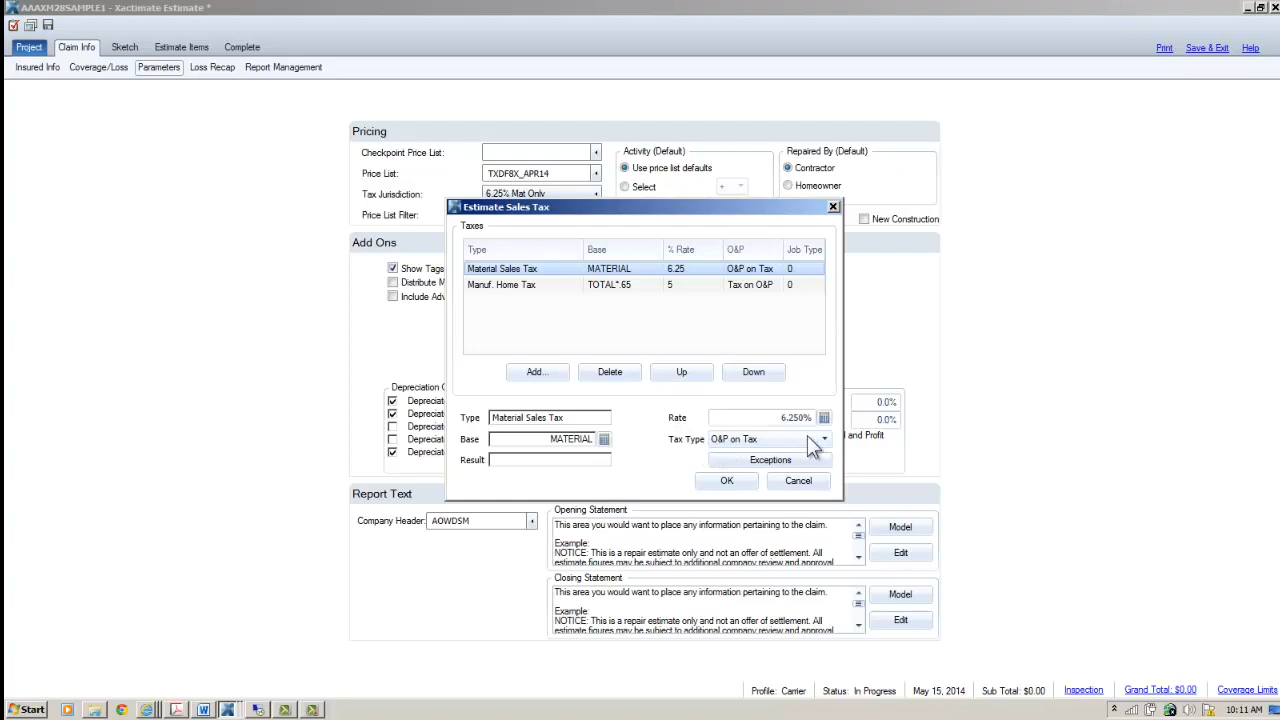 AAAXM28SAMPLE1 - Xactimate Estimate *
Project Claim Info Sketch Estimate Items Complete
Print Save & Exit Help
Insured Info Coverage/Loss Parameters Loss Recap Report Management
Pricing
Checkpoint Price List:
Price List: TXDF8X_APR14
Tax Jurisdiction: 6.25% Mat Only
Price List Filter:
Activity (Default)
Use price list defaults
Select +
Repaired By (Default)
Contractor
Homeowner
New Construction
Add Ons
Show Tags
Distribute M
Include Adv
Depreciation O
Depreciat
Depreciat
Depreciat
Depreciat
Depreciat
0.0%
0.0%
d and Profit
Estimate Sales Tax
Taxes
Type Base % Rate O&P Job Type
Material Sales Tax MATERIAL 6.25 O&P on Tax 0
Manuf. Home Tax TOTAL*.65 5 Tax on O&P 0
Add... Delete Up Down
Type Material Sales Tax Rate 6.250%
Base MATERIAL Tax Type O&P on Tax
Result Exceptions
OK Cancel
Report Text
Company Header: AOWDSM
Opening Statement
This area you would want to place any information pertaining to the claim.
Example:
NOTICE: This is a repair estimate only and not an offer of settlement. All
estimate figures may be subject to additional company review and approval
Model
Edit
Closing Statement
This area you would want to place any information pertaining to the claim.
Example:
NOTICE: This is a repair estimate only and not an offer of settlement. All
estimate figures may be subject to additional company review and approval
Model
Edit
Profile: Carrier Status: In Progress May 15, 2014 Sub Total: $0.00 Inspection Grand Total: $0.00 Coverage Limits
Start 10:11 AM